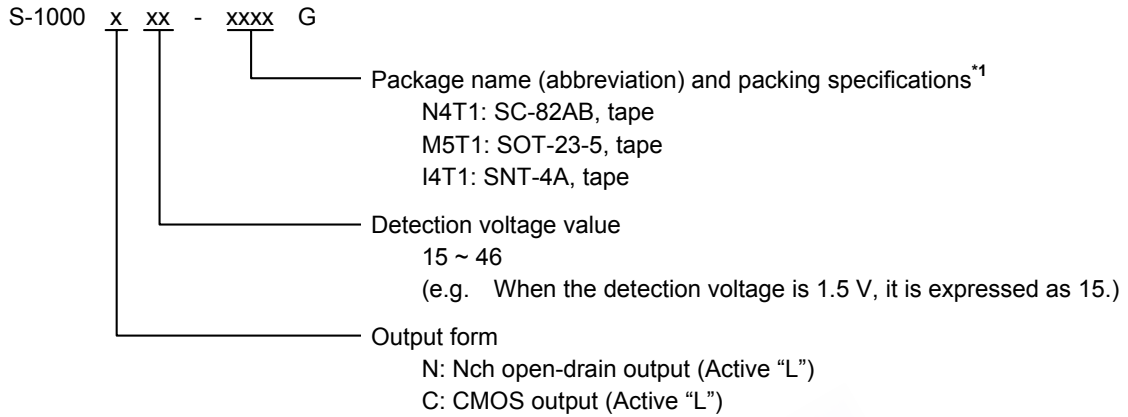 S-1000 x xx - xxxx G
Package name (abbreviation) and packing specifications*1
N4T1: SC-82AB, tape
M5T1: SOT-23-5, tape
I4T1: SNT-4A, tape
Detection voltage value
15 ~ 46
(e.g. When the detection voltage is 1.5 V, it is expressed as 15.)
Output form
N: Nch open-drain output (Active “L”)
C: CMOS output (Active “L”)